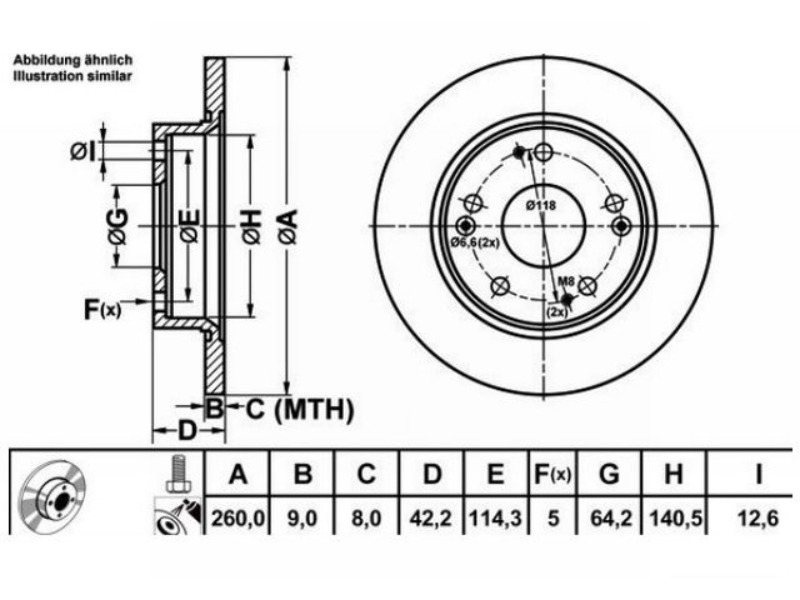 Abbildung ähnlich
Illustration similar
ØI
ØG
ØE
ØH
ØA
F(x)
B
C (MTH)
D
Ø118
Ø6,6(2x)
M8
(2x)
A B C D E F(x) G H I
260,0 9,0 8,0 42,2 114,3 5 64,2 140,5 12,6